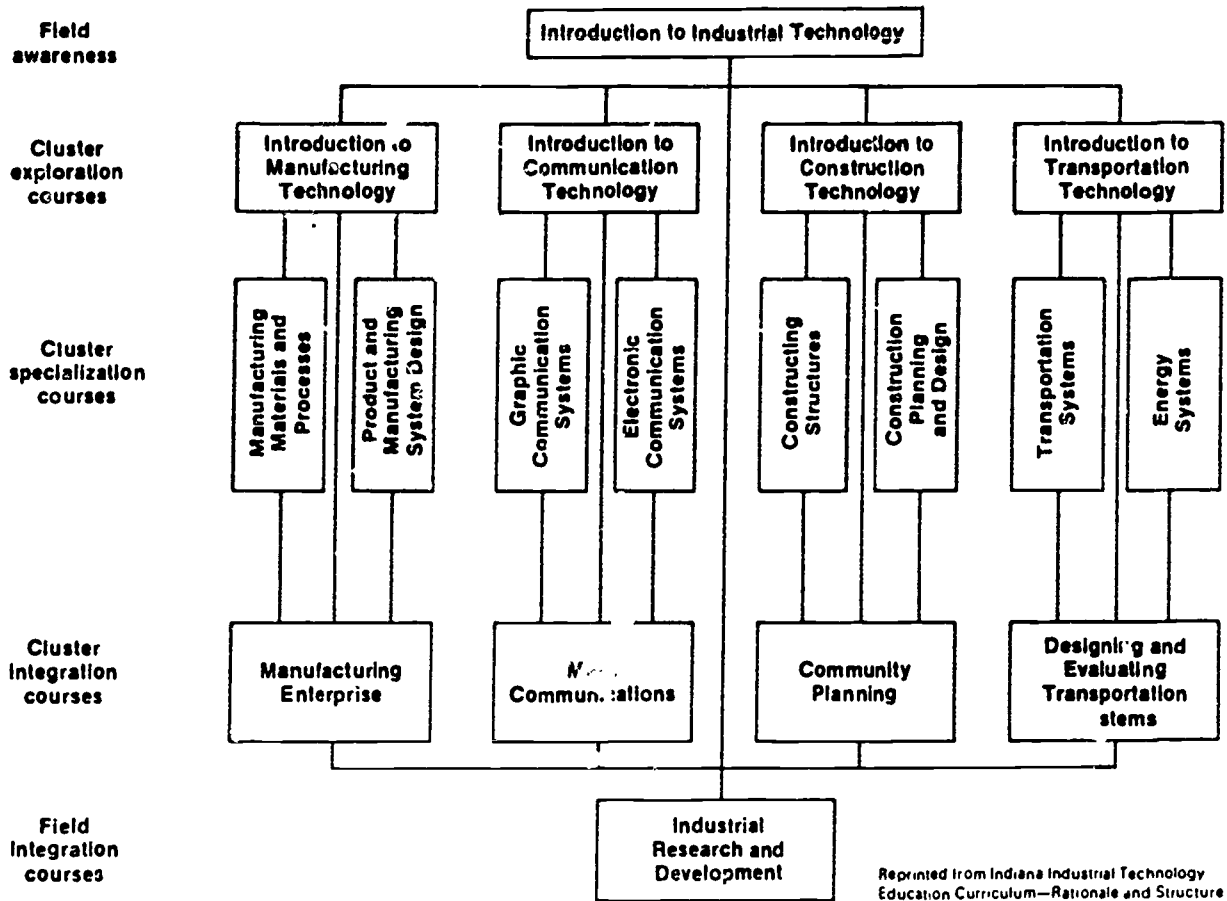 Field
awareness
Introduction to Industrial Technology
Cluster
exploration
courses
Introduction to
Manufacturing
Technology
Introduction to
Communication
Technology
Introduction to
Construction
Technology
Introduction to
Transportation
Technology
Cluster
specialization
courses
Manufacturing
Materials and
Processes
Product and
Manufacturing
System Design
Graphic
Communication
Systems
Electronic
Communication
Systems
Constructing
Structures
Construction
Planning
and Design
Transportation
Systems
Energy
Systems
Cluster
integration
courses
Manufacturing
Enterprise
Community
Planning
Designing and
Evaluating
Transportation
stems
Field
integration
courses
Industrial
Research and
Development
Reprinted from Indiana Industrial Technology
Education Curriculum—Rationale and Structure